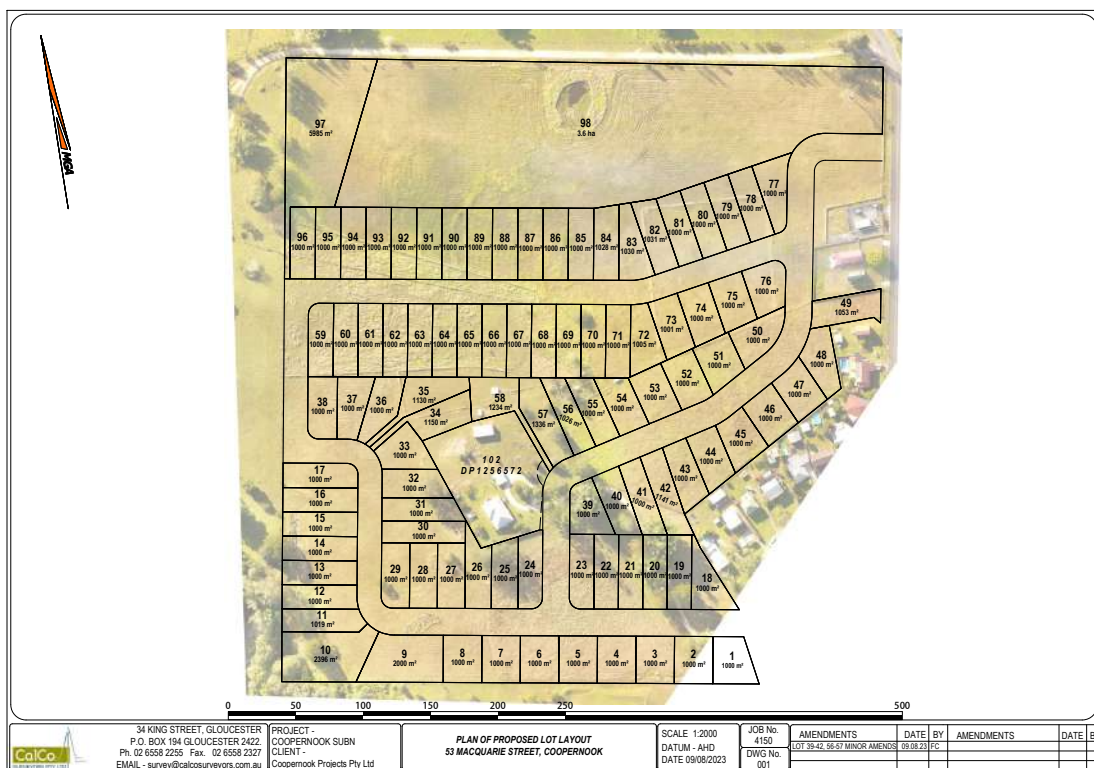 MGA
97
5985 m²
98
3.6 ha
77
1000 m²
78
1000 m²
79
1000 m²
80
1000 m²
81
1000 m²
82
1031 m²
83
1030 m²
84
1028 m²
85
1000 m²
86
1000 m²
87
1000 m²
88
1000 m²
89
1000 m²
90
1000 m²
91
1000 m²
92
1000 m²
93
1000 m²
94
1000 m²
95
1000 m²
96
1000 m²
76
1000 m²
75
1000 m²
74
1000 m²
73
1001 m²
72
1005 m²
71
1000 m²
70
1000 m²
69
1000 m²
68
1000 m²
67
1000 m²
66
1000 m²
65
1000 m²
64
1000 m²
63
1000 m²
62
1000 m²
61
1000 m²
60
1000 m²
59
1000 m²
49
1053 m²
50
1000 m²
51
1000 m²
52
1000 m²
53
1000 m²
54
1000 m²
55
1000 m²
56
1026 m²
57
1336 m²
58
1234 m²
35
1130 m²
34
1150 m²
36
1000 m²
37
1000 m²
38
1000 m²
48
1000 m²
47
1000 m²
46
1000 m²
45
1000 m²
44
1000 m²
43
1000 m²
42
1141 m²
41
1000 m²
40
1000 m²
39
1000 m²
33
1000 m²
32
1000 m²
31
1000 m²
30
1000 m²
102
DP1256572
17
1000 m²
16
1000 m²
15
1000 m²
14
1000 m²
13
1000 m²
12
1000 m²
11
1019 m²
10
2396 m²
29
1000 m²
28
1000 m²
27
1000 m²
26
1000 m²
25
1000 m²
24
1000 m²
23
1000 m²
22
1000 m²
21
1000 m²
20
1000 m²
19
1000 m²
18
1000 m²
9
2000 m²
8
1000 m²
7
1000 m²
6
1000 m²
5
1000 m²
4
1000 m²
3
1000 m²
2
1000 m²
1
1000 m²
0 50 100 150 200 250 500
CalCo
34 KING STREET, GLOUCESTER
P.O. BOX 194 GLOUCESTER 2422.
Ph. 02 6558 2255 Fax. 02 6558 2327
EMAIL - survey@calcosurveyors.com.au
PROJECT -
COOPERNOOK SUBN
CLIENT -
Coopernook Projects Pty Ltd
PLAN OF PROPOSED LOT LAYOUT
53 MACQUARIE STREET, COOPERNOOK
SCALE 1:2000
DATUM - AHD
DATE 09/08/2023
JOB No.
4150
DWG No.
001
AMENDMENTS DATE BY AMENDMENTS DATE B
LOT 39-42, 56-57 MINOR AMENDS 09.08.23 FC